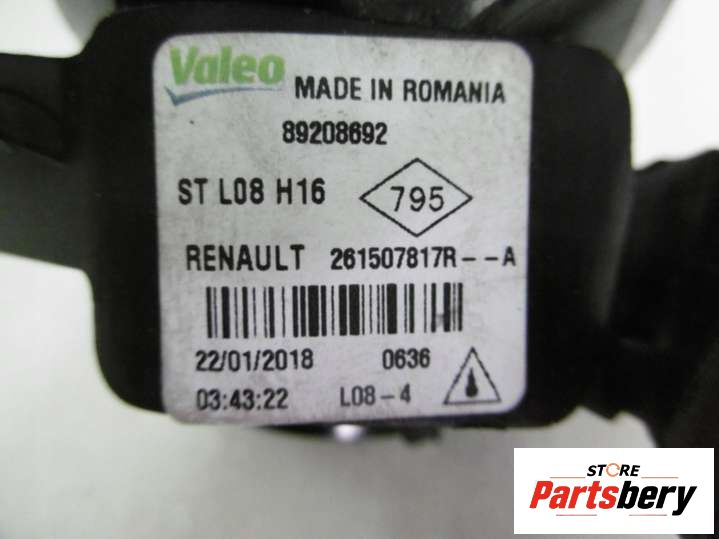 Valeo
MADE IN ROMANIA
89208692
ST L08 H16
795
RENAULT 261507817R--A
22/01/2018 0636
03:43:22 L08-4
STORE
Partsbery